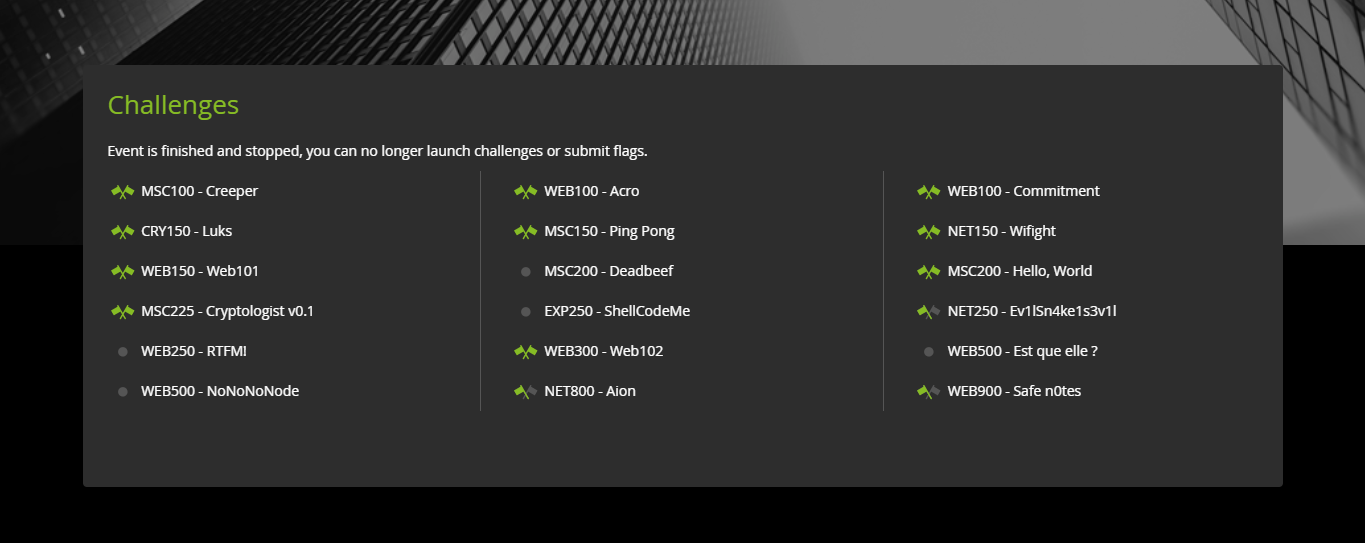 Challenges
Event is finished and stopped, you can no longer launch challenges or submit flags.
MSC100 - Creeper
WEB100 - Acro
WEB100 - Commitment
CRY150 - Luks
MSC150 - Ping Pong
NET150 - Wifight
WEB150 - Web101
MSC200 - Deadbeef
MSC200 - Hello, World
MSC225 - Cryptologist v0.1
EXP250 - ShellCodeMe
NET250 - Ev1lSn4ke1s3v1l
WEB250 - RTFM!
WEB300 - Web102
WEB500 - Est que elle ?
WEB500 - NoNoNoNode
NET800 - Aion
WEB900 - Safe n0tes